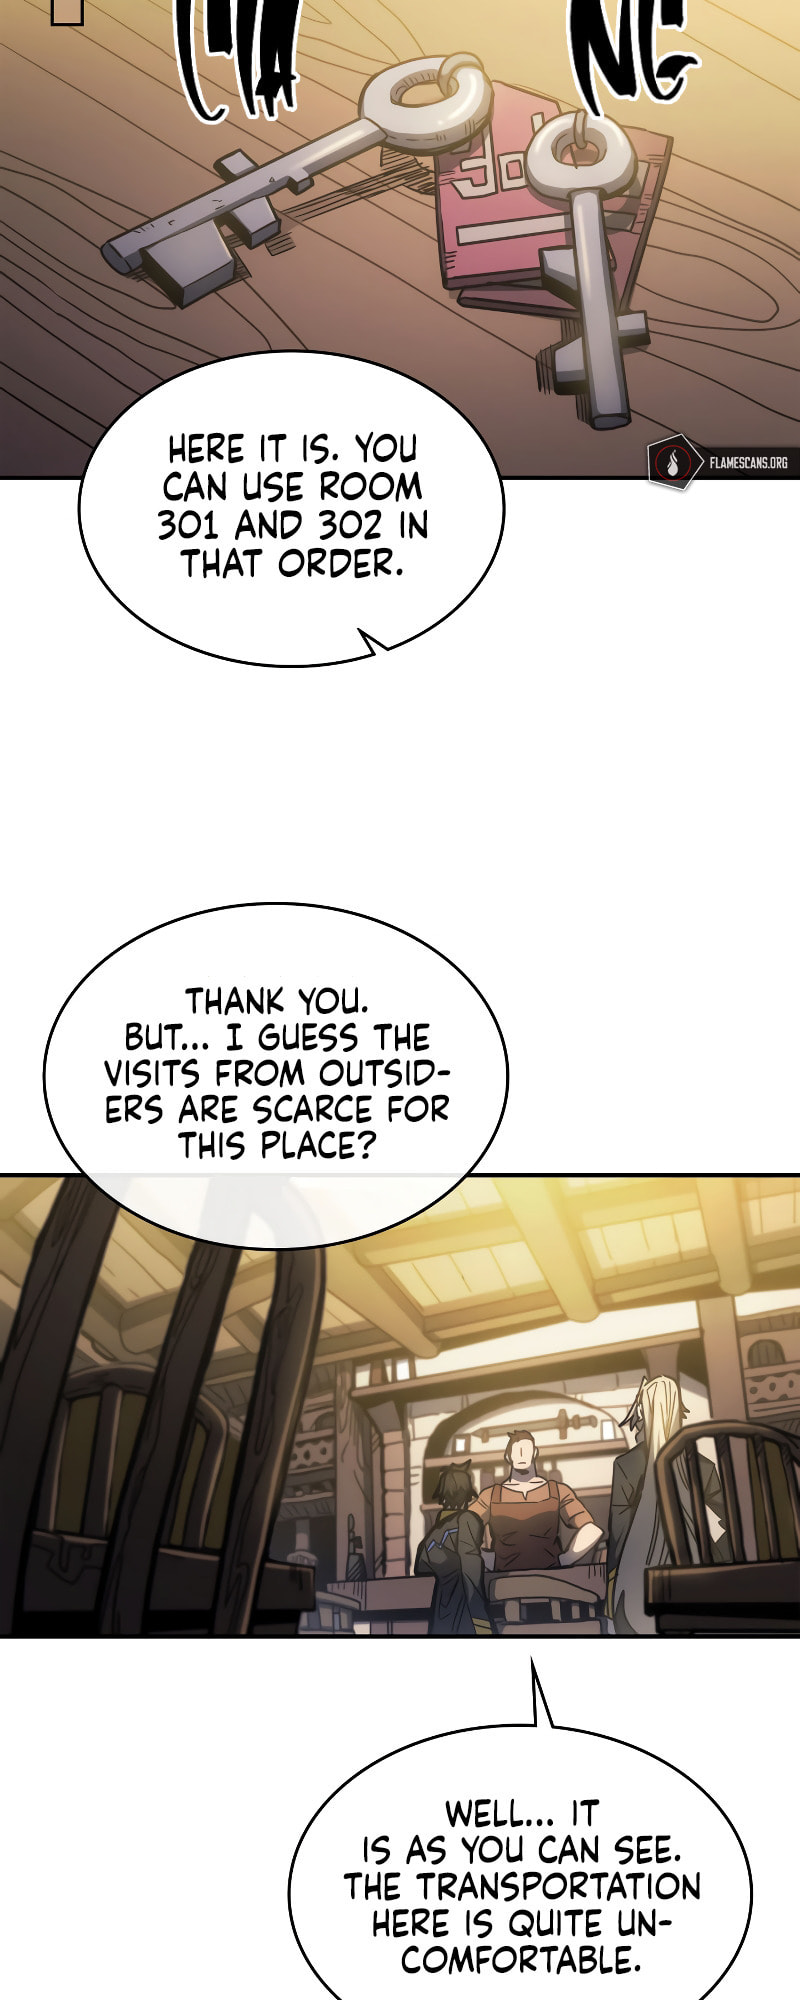 30
FLAMESCANS.ORG
HERE IT IS. YOU
CAN USE ROOM
301 AND 302 IN
THAT ORDER.
THANK YOU.
BUT... I GUESS THE
VISITS FROM OUTSID-
ERS ARE SCARCE FOR
THIS PLACE?
WELL... IT
IS AS YOU CAN SEE.
THE TRANSPORTATION
HERE IS QUITE UN-
COMFORTABLE.